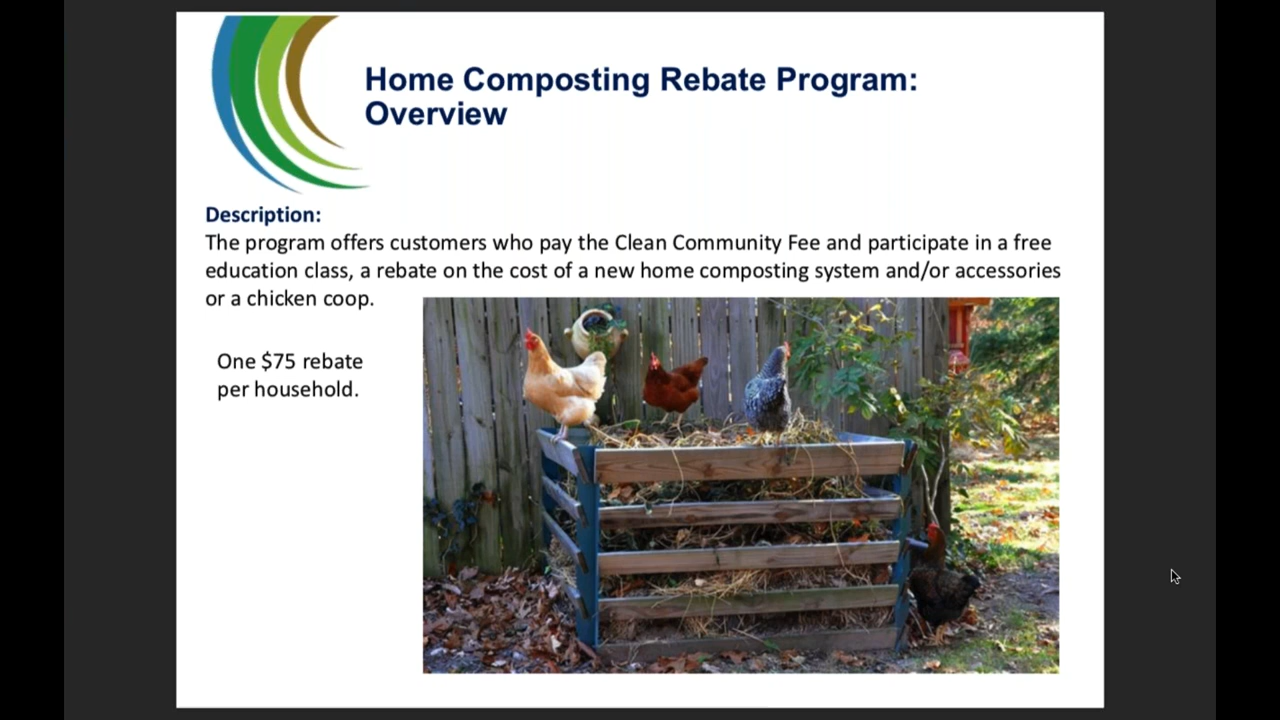 Home Composting Rebate Program:
Overview
Description:
The program offers customers who pay the Clean Community Fee and participate in a free
education class, a rebate on the cost of a new home composting system and/or accessories
or a chicken coop.
One $75 rebate
per household.